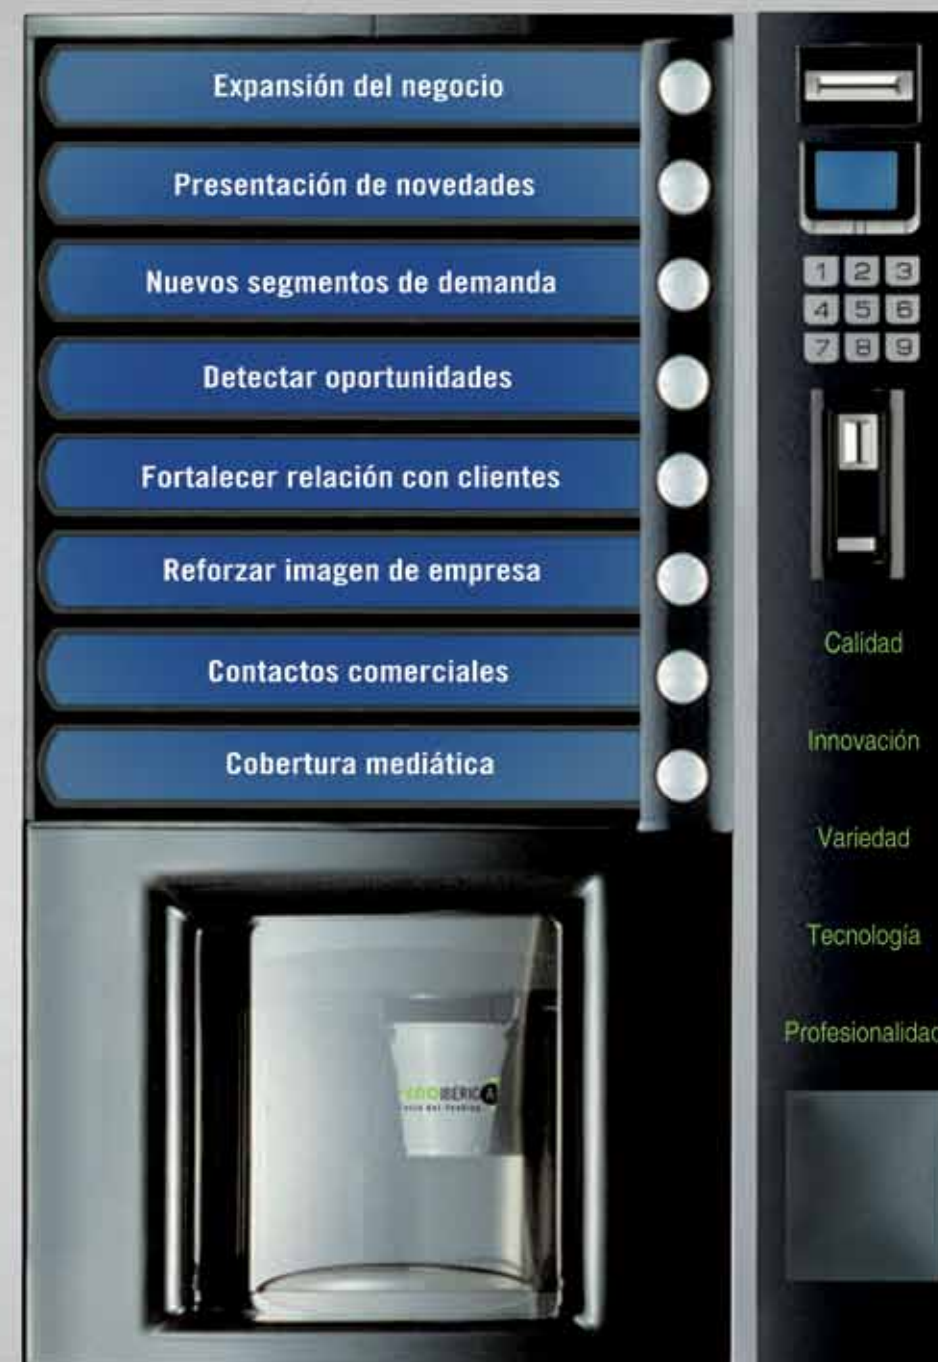 Expansión del negocio
Presentación de novedades
Nuevos segmentos de demanda
Detectar oportunidades
Fortalecer relación con clientes
Reforzar imagen de empresa
Contactos comerciales
Cobertura mediática
1 2 3
4 5 6
7 8 9
Calidad
Innovación
Variedad
Tecnología
Profesionalidad